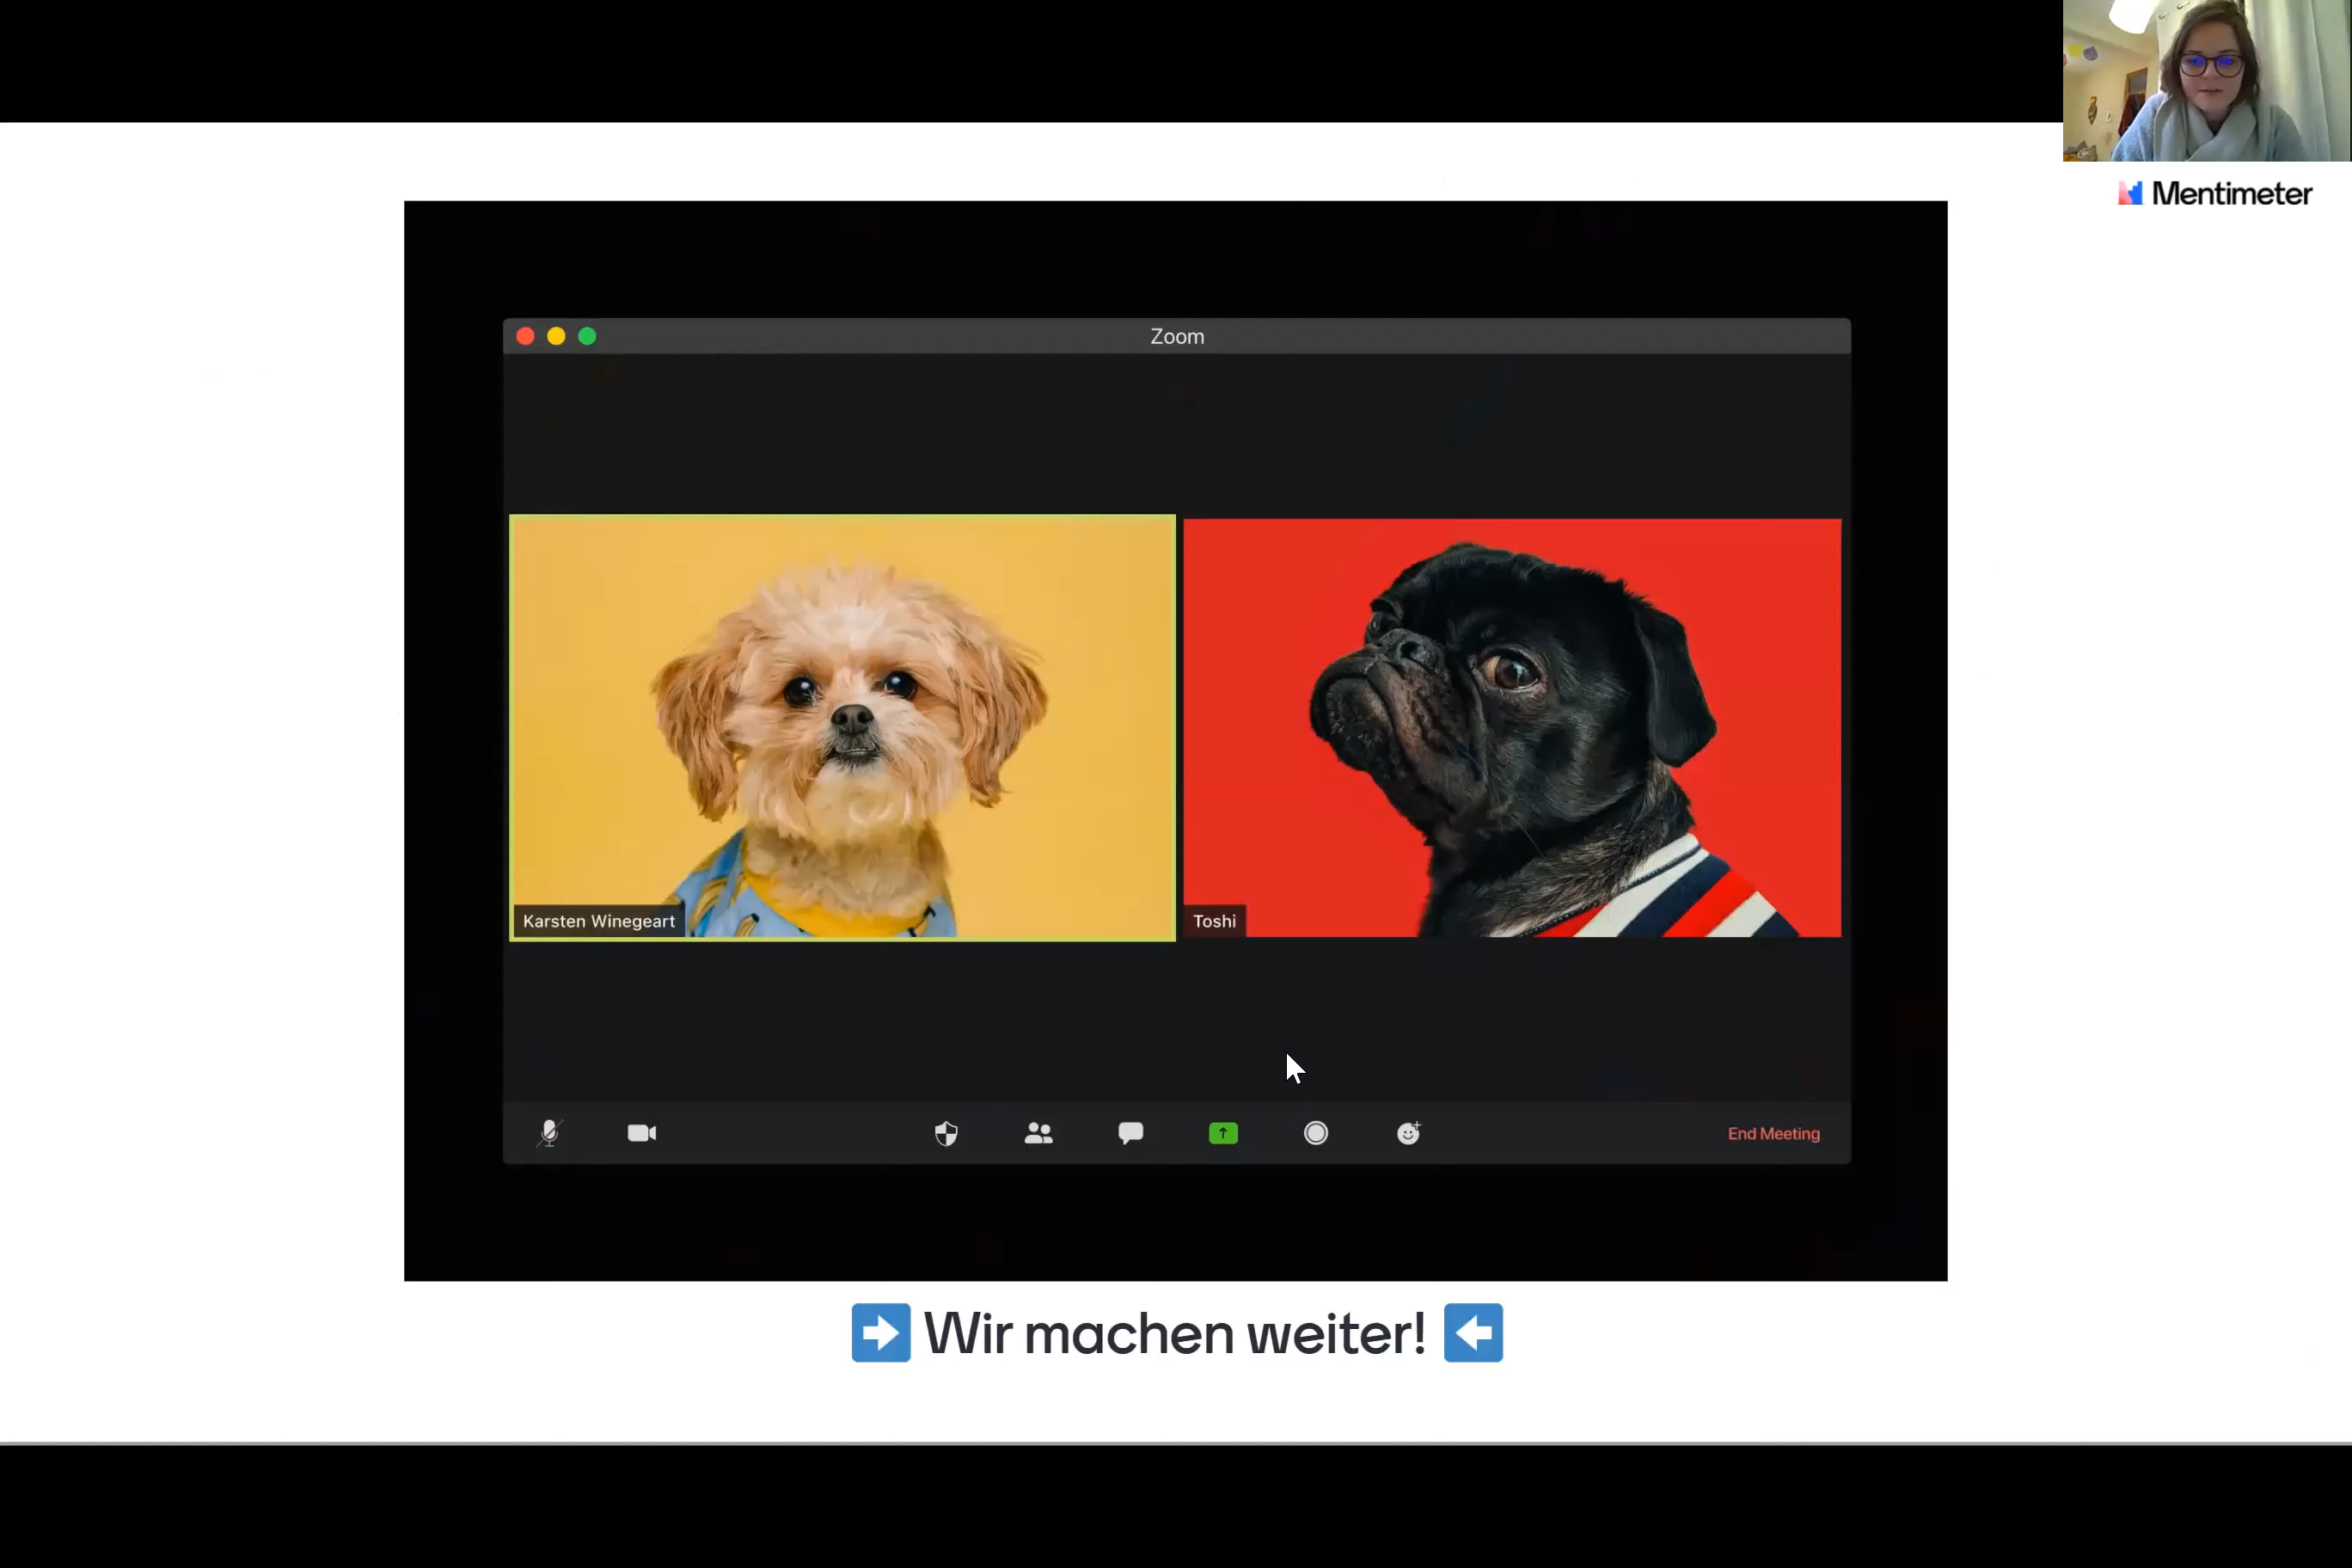 Mentimeter
Zoom
Karsten Winegeart
Toshi
End Meeting
➡️ Wir machen weiter! ⬅️